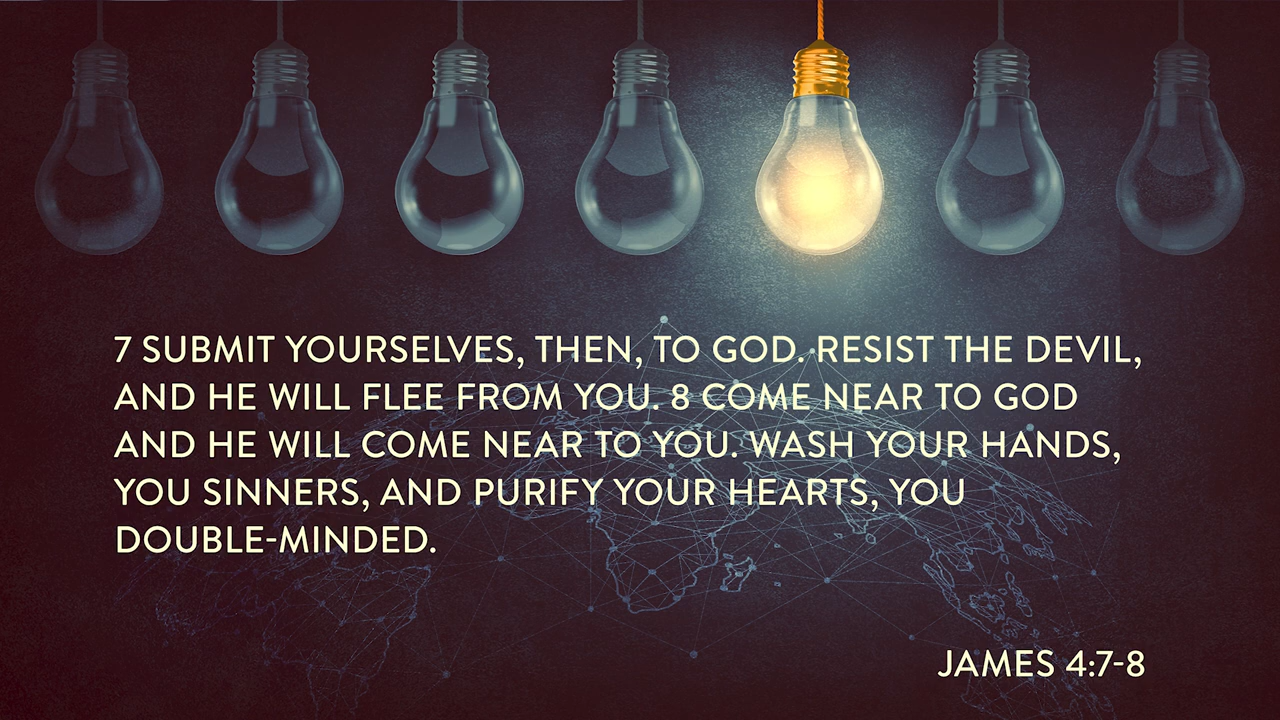 7 SUBMIT YOURSELVES, THEN, TO GOD. RESIST THE DEVIL,
AND HE WILL FLEE FROM YOU. 8 COME NEAR TO GOD
AND HE WILL COME NEAR TO YOU. WASH YOUR HANDS,
YOU SINNERS, AND PURIFY YOUR HEARTS, YOU
DOUBLE-MINDED.
JAMES 4:7-8